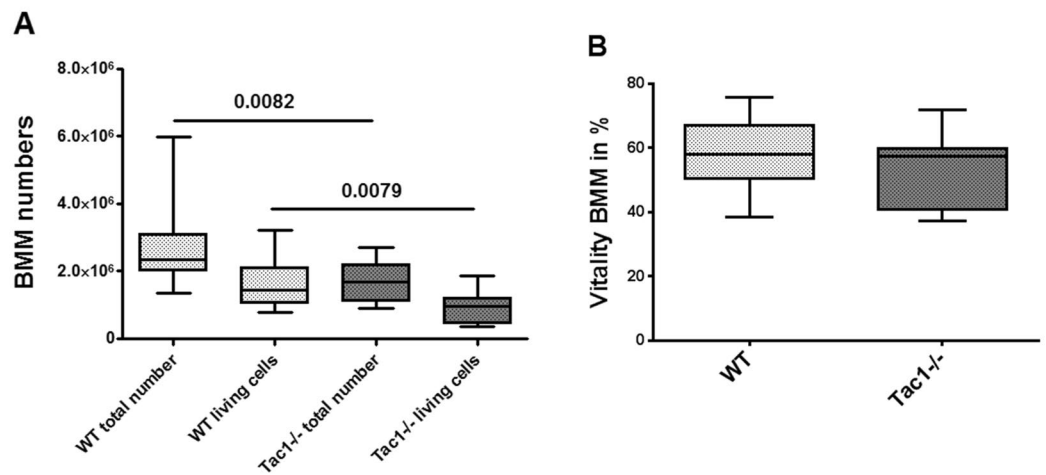 A
BMM numbers
8.0×10⁶
6.0×10⁶
4.0×10⁶
2.0×10⁶
0
0.0082
0.0079
WT total number
WT living cells
Tac1-/- total number
Tac1-/- living cells
B
Vitality BMM in %
80
60
40
20
0
WT
Tac1-/-